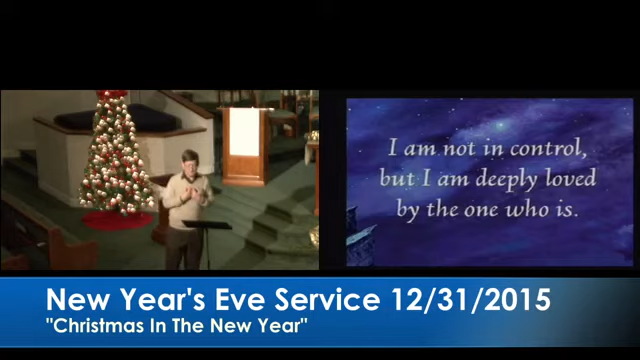 I am not in control,
but I am deeply loved
by the one who is.
New Year's Eve Service 12/31/2015
"Christmas In The New Year"